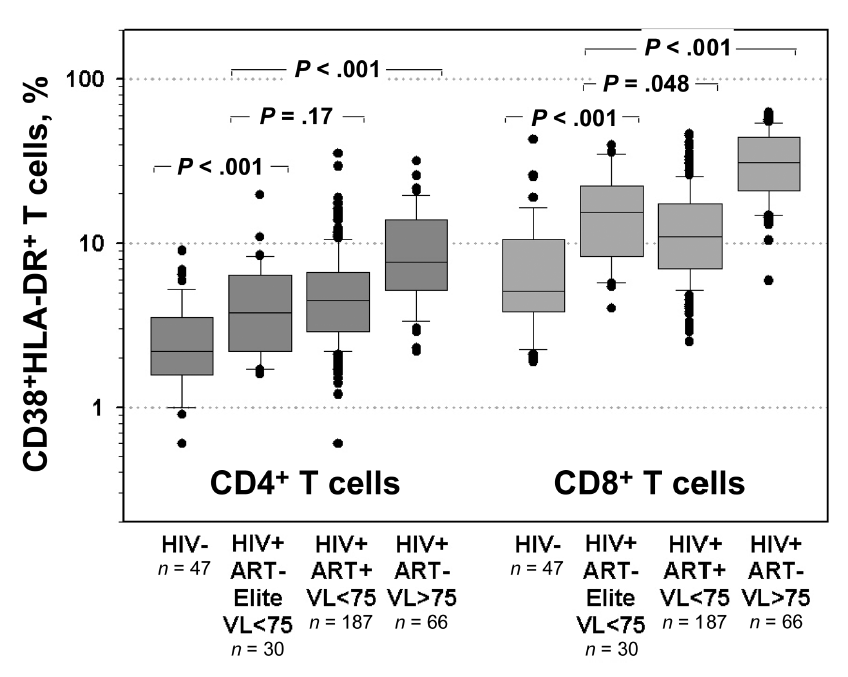 CD38⁺HLA-DR⁺ T cells, %
100
10
1
P < .001
P = .17
P < .001
P < .001
P = .048
P < .001
CD4⁺ T cells
CD8⁺ T cells
HIV-
n = 47
HIV+
ART-
Elite
VL<75
n = 30
HIV+
ART+
VL<75
n = 187
HIV+
ART-
VL>75
n = 66
HIV-
n = 47
HIV+
ART-
Elite
VL<75
n = 30
HIV+
ART+
VL<75
n = 187
HIV+
ART-
VL>75
n = 66